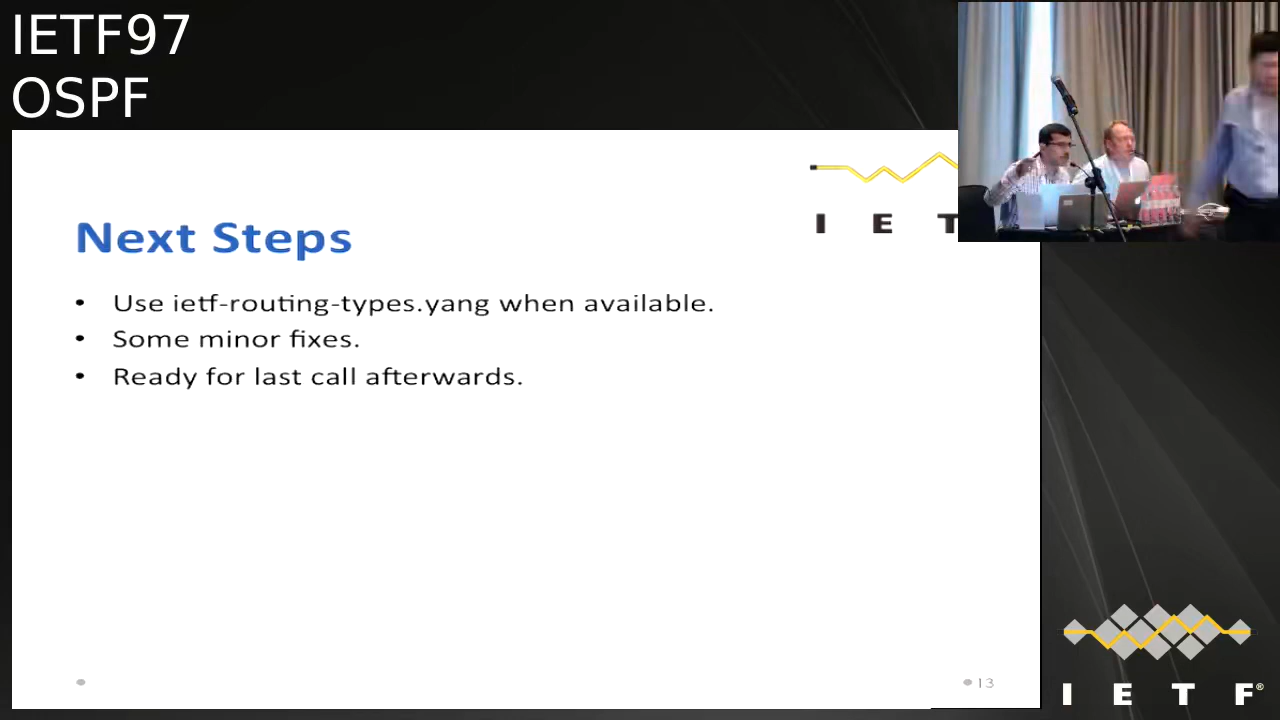 IETF97
OSPF
I E T
Next Steps
• Use ietf-routing-types.yang when available.
• Some minor fixes.
• Ready for last call afterwards.
13
I E T F®